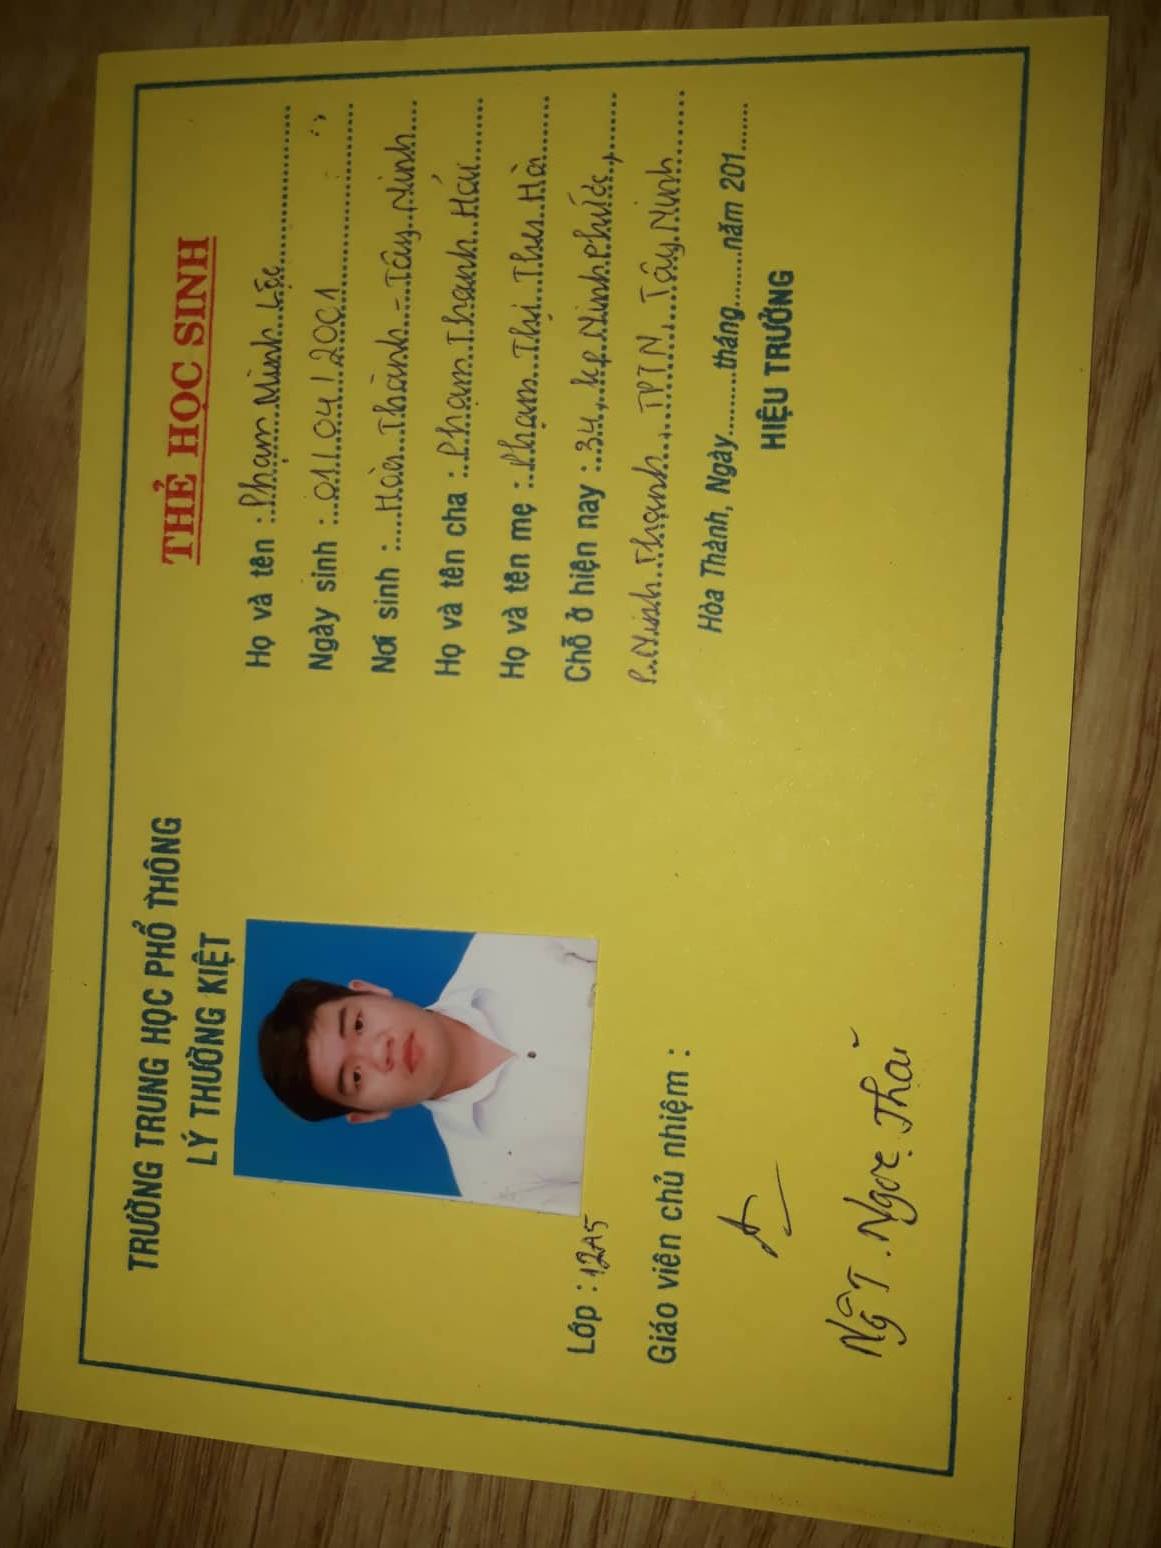 TRƯỜNG TRUNG HỌC PHỔ THÔNG
LÝ THƯỜNG KIỆT
Lớp : 12A5
Giáo viên chủ nhiệm :
Ngô T. Ngọc Thảo
THẺ HỌC SINH
Họ và tên : Phạm Minh Lộc
Ngày sinh : 01.04.2001
Nơi sinh : Hòa Thành - Tây Ninh
Họ và tên cha : Phạm Thanh Hải
Họ và tên mẹ : Phạm Thị Thu Hà
Chỗ ở hiện nay : 34, kp Ninh Phước,
P. Ninh Thạnh, TPTN, Tây Ninh
Hòa Thành, Ngày.........tháng.........năm 201.......
HIỆU TRƯỞNG